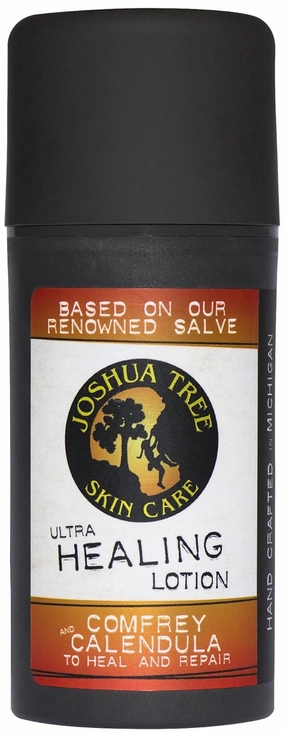 BASED ON OUR
RENOWNED SALVE
JOSHUA TREE
SKIN CARE
ULTRA
HEALING
LOTION
AND COMFREY
CALENDULA
TO HEAL AND REPAIR
HAND CRAFTED IN MICHIGAN